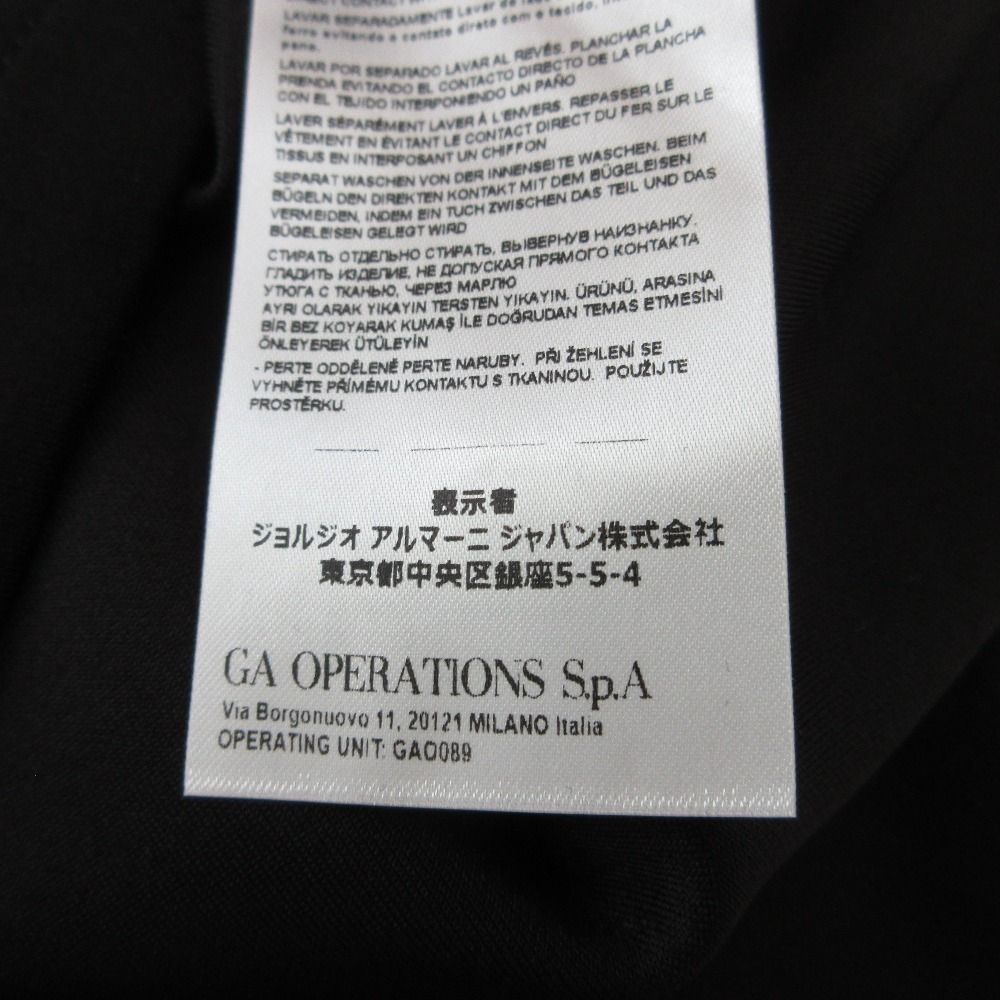 DIRECT CONTACT
LAVAR SEPARADAMENTE Lavar de
ferro evitando o contato direto com o tecido,
pano.
LAVAR POR SEPARADO LAVAR AL REVÉS. PLANCHAR LA
PRENDA EVITANDO EL CONTACTO DIRECTO DE LA PLANCHA
CON EL TEJIDO INTERPONIENDO UN PAÑO
LAVER SÉPARÉMENT LAVER À L'ENVERS. REPASSER LE
VÊTEMENT EN ÉVITANT LE CONTACT DIRECT DU FER SUR LE
TISSUS EN INTERPOSANT UN CHIFFON
SEPARAT WASCHEN VON DER INNENSEITE WASCHEN. BEIM
BÜGELN DEN DIREKTEN KONTAKT MIT DEM BÜGELEISEN
VERMEIDEN, INDEM EIN TUCH ZWISCHEN DAS TEIL UND DAS
BÜGELEISEN GELEGT WIRD
СТИРАТЬ ОТДЕЛЬНО СТИРАТЬ, ВЫВЕРНУВ НАИЗНАНКУ.
ГЛАДИТЬ ИЗДЕЛИЕ, НЕ ДОПУСКАЯ ПРЯМОГО КОНТАКТА
УТЮГА С ТКАНЬЮ, ЧЕРЕЗ МАРЛЮ
AYRI OLARAK YIKAYIN TERSTEN YIKAYIN. ÜRÜNÜ, ARASINA
BİR BEZ KOYARAK KUMAŞ İLE DOĞRUDAN TEMAS ETMESİNİ
ÖNLEYEREK ÜTÜLEYİN
- PERTE ODDĚLENĚ PERTE NARUBY. PŘI ŽEHLENÍ SE
VYHNĚTE PŘÍMÉMU KONTAKTU S TKANINOU. POUŽIJTE
PROSTĚRKU.
表示者
ジョルジオ アルマーニ ジャパン株式会社
東京都中央区銀座5-5-4
GA OPERATIONS S.p.A
Via Borgonuovo 11, 20121 MILANO Italia
OPERATING UNIT: GAO089